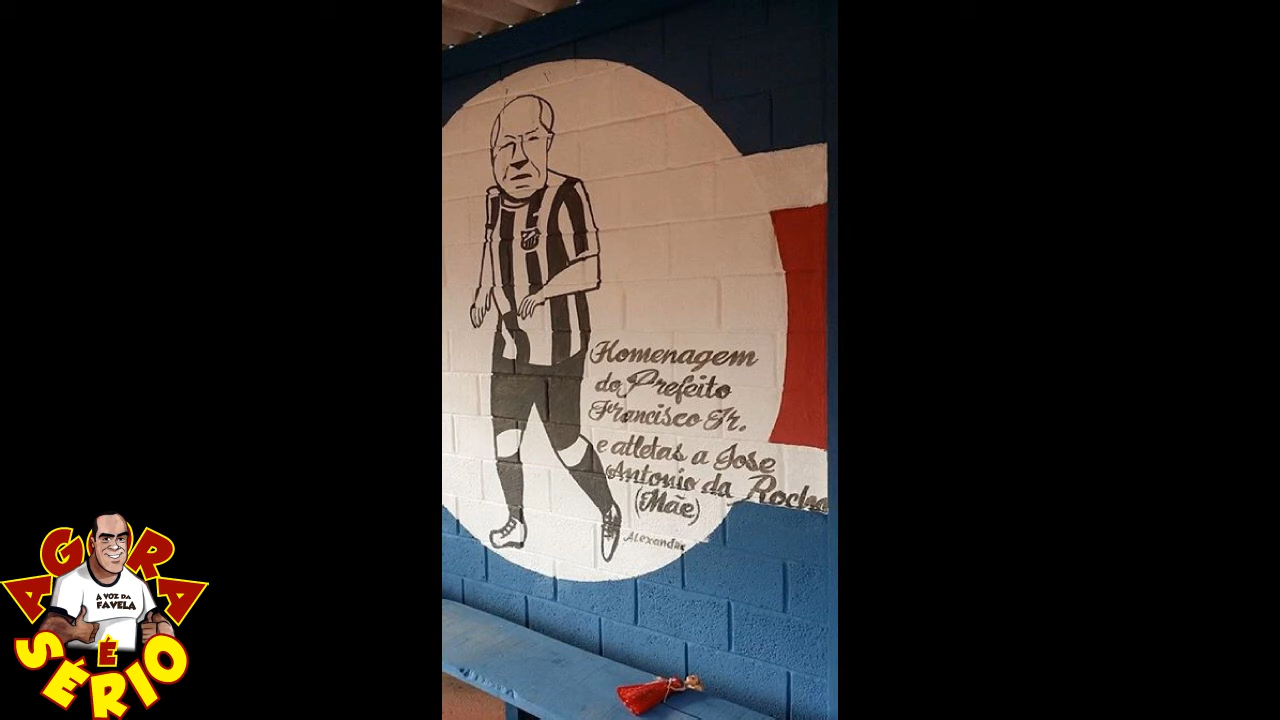 Homenagem
do Prefeito
Francisco Jr.
e atletas a Jose
Antonio da Rocha
(Mãe)
Alexandre
AGORA
A VOZ DA
FAVELA
É
SÉRIO